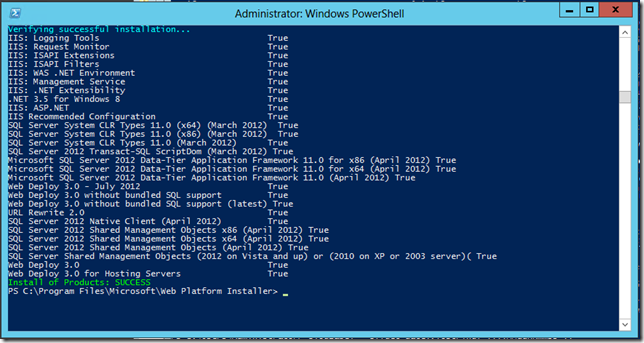 Administrator: Windows PowerShell
Verifying successful installation...
IIS: Logging Tools True
IIS: Request Monitor True
IIS: ISAPI Extensions True
IIS: ISAPI Filters True
IIS: WAS .NET Environment True
IIS: Management Service True
IIS: .NET Extensibility True
.NET 3.5 for Windows 8 True
IIS: ASP.NET True
IIS Recommended Configuration True
SQL Server System CLR Types 11.0 (x64) (March 2012) True
SQL Server System CLR Types 11.0 (x86) (March 2012) True
SQL Server System CLR Types 11.0 (March 2012) True
SQL Server 2012 Transact-SQL ScriptDom (March 2012) True
Microsoft SQL Server 2012 Data-Tier Application Framework 11.0 for x86 (April 2012) True
Microsoft SQL Server 2012 Data-Tier Application Framework 11.0 for x64 (April 2012) True
Microsoft SQL Server 2012 Data-Tier Application Framework 11.0 (April 2012) True
Web Deploy 3.0 - July 2012 True
Web Deploy 3.0 without bundled SQL support True
Web Deploy 3.0 without bundled SQL support (latest) True
URL Rewrite 2.0 True
SQL Server 2012 Native Client (April 2012) True
SQL Server 2012 Shared Management Objects x86 (April 2012) True
SQL Server 2012 Shared Management Objects x64 (April 2012) True
SQL Server 2012 Shared Management Objects (April 2012) True
SQL Server Shared Management Objects (2012 on Vista and up) or (2010 on XP or 2003 server)( True
Web Deploy 3.0 True
Web Deploy 3.0 for Hosting Servers True
Install of Products: SUCCESS
PS C:\Program Files\Microsoft\Web Platform Installer> _